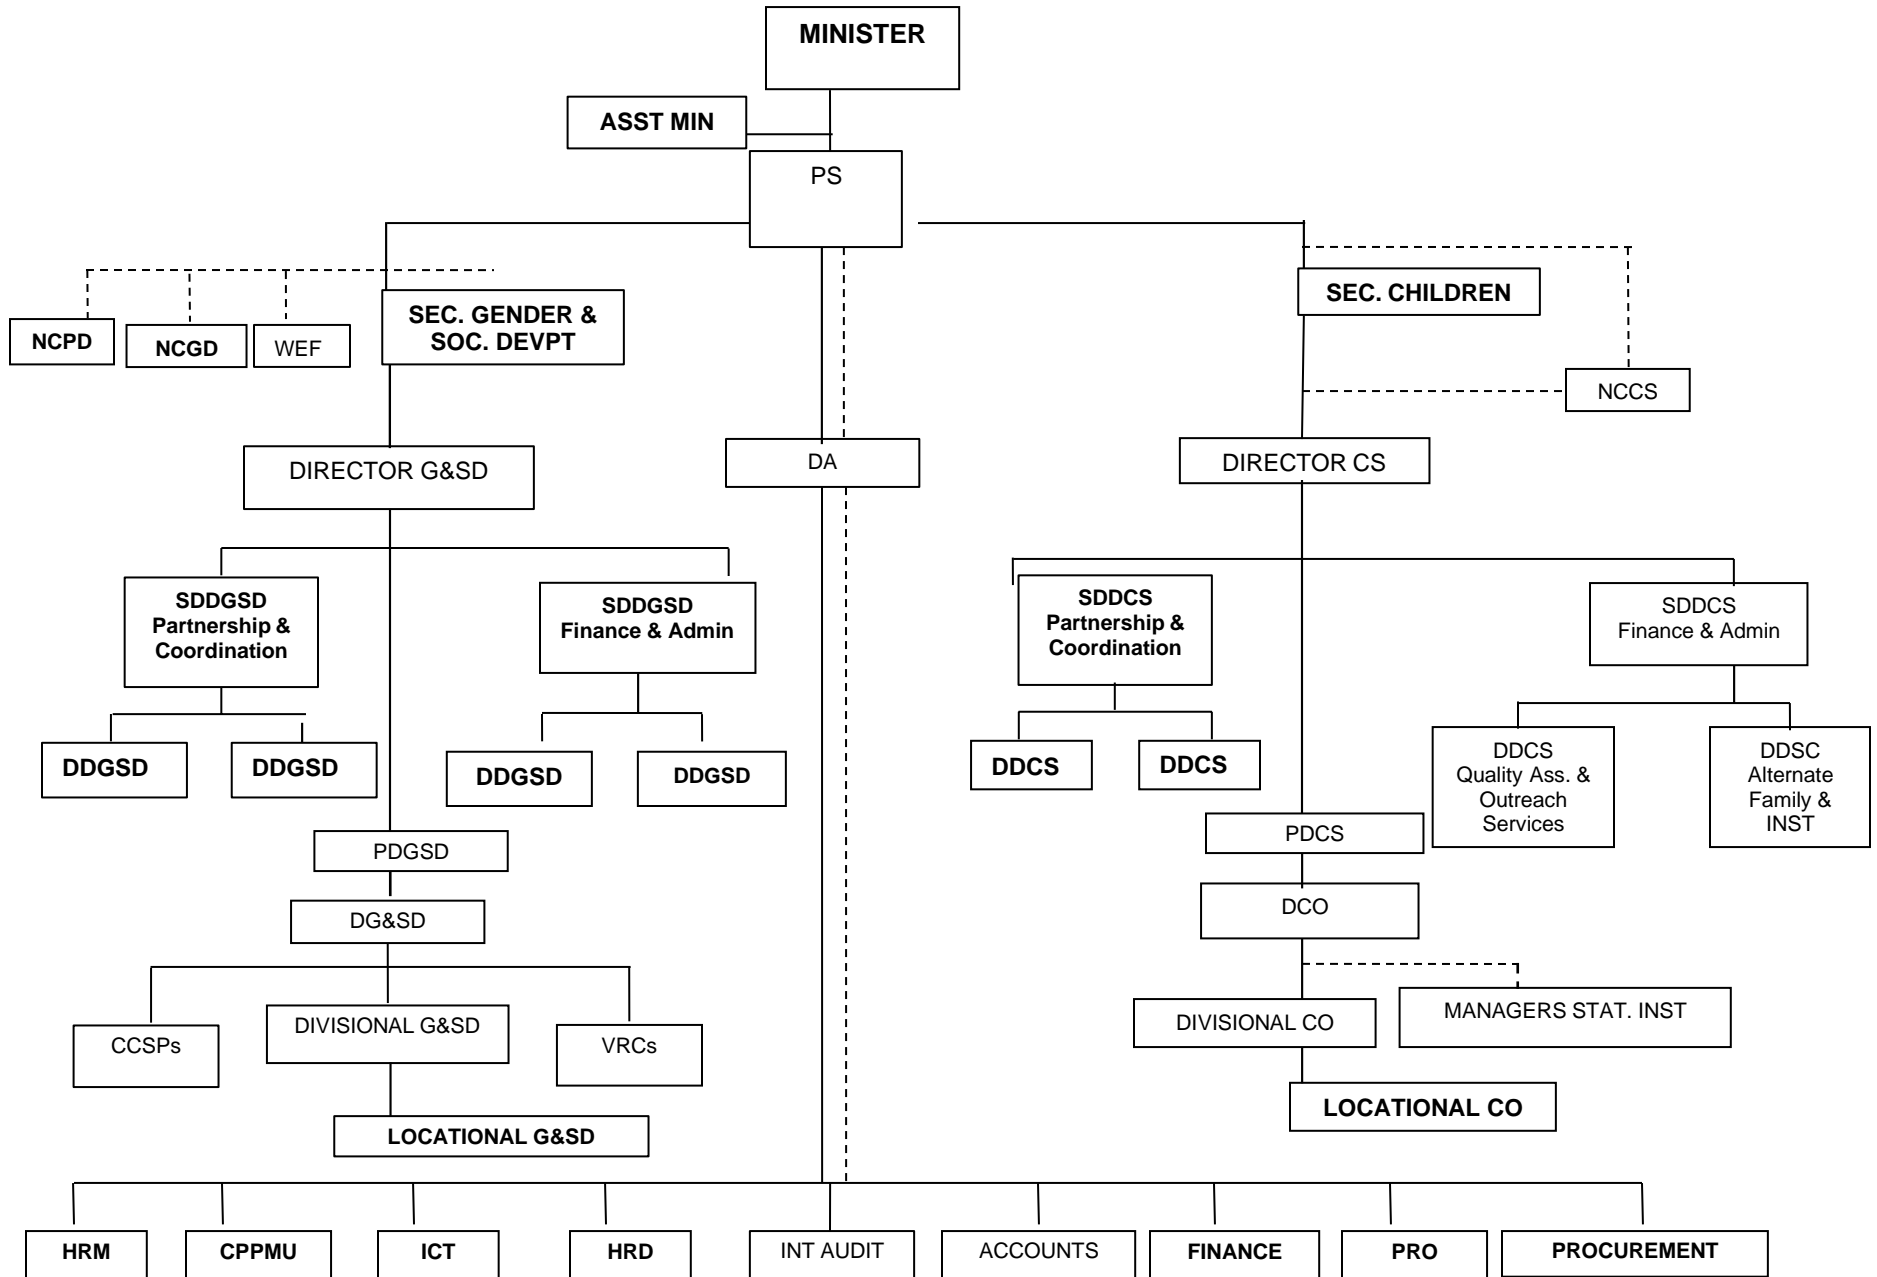 MINISTER
ASST MIN
PS
SEC. GENDER &
SOC. DEVPT
SEC. CHILDREN
NCPD
NCGD
WEF
NCCS
DIRECTOR G&SD
DA
DIRECTOR CS
SDDGSD
Partnership &
Coordination
SDDGSD
Finance & Admin
SDDCS
Partnership &
Coordination
SDDCS
Finance & Admin
DDGSD
DDGSD
DDGSD
DDGSD
DDCS
DDCS
DDCS
Quality Ass. &
Outreach
Services
DDSC
Alternate
Family &
INST
PDGSD
PDCS
DG&SD
DCO
CCSPs
DIVISIONAL G&SD
VRCs
DIVISIONAL CO
MANAGERS STAT. INST
LOCATIONAL G&SD
LOCATIONAL CO
HRM
CPPMU
ICT
HRD
INT AUDIT
ACCOUNTS
FINANCE
PRO
PROCUREMENT